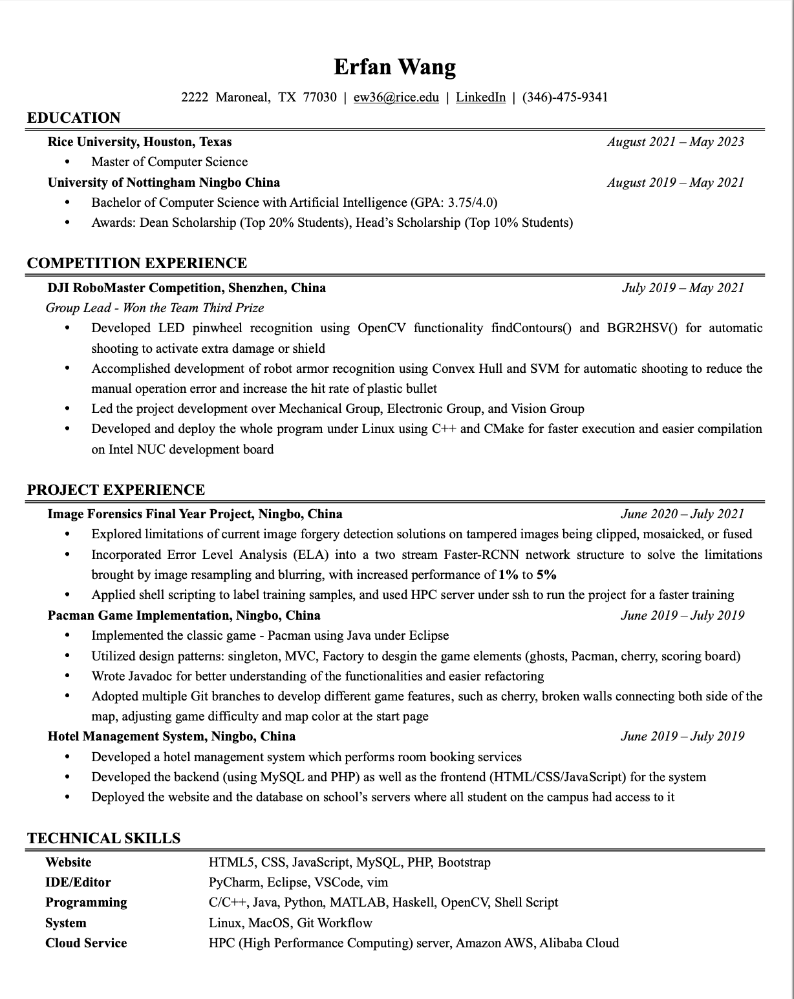 Erfan Wang
2222 Maroneal, TX 77030 | ew36@rice.edu | LinkedIn | (346)-475-9341
EDUCATION
Rice University, Houston, Texas August 2021 – May 2023
• Master of Computer Science
University of Nottingham Ningbo China August 2019 – May 2021
• Bachelor of Computer Science with Artificial Intelligence (GPA: 3.75/4.0)
• Awards: Dean Scholarship (Top 20% Students), Head’s Scholarship (Top 10% Students)
COMPETITION EXPERIENCE
DJI RoboMaster Competition, Shenzhen, China July 2019 – May 2021
Group Lead - Won the Team Third Prize
• Developed LED pinwheel recognition using OpenCV functionality findContours() and BGR2HSV() for automatic
shooting to activate extra damage or shield
• Accomplished development of robot armor recognition using Convex Hull and SVM for automatic shooting to reduce the
manual operation error and increase the hit rate of plastic bullet
• Led the project development over Mechanical Group, Electronic Group, and Vision Group
• Developed and deploy the whole program under Linux using C++ and CMake for faster execution and easier compilation
on Intel NUC development board
PROJECT EXPERIENCE
Image Forensics Final Year Project, Ningbo, China June 2020 – July 2021
• Explored limitations of current image forgery detection solutions on tampered images being clipped, mosaicked, or fused
• Incorporated Error Level Analysis (ELA) into a two stream Faster-RCNN network structure to solve the limitations
brought by image resampling and blurring, with increased performance of 1% to 5%
• Applied shell scripting to label training samples, and used HPC server under ssh to run the project for a faster training
Pacman Game Implementation, Ningbo, China June 2019 – July 2019
• Implemented the classic game - Pacman using Java under Eclipse
• Utilized design patterns: singleton, MVC, Factory to desgin the game elements (ghosts, Pacman, cherry, scoring board)
• Wrote Javadoc for better understanding of the functionalities and easier refactoring
• Adopted multiple Git branches to develop different game features, such as cherry, broken walls connecting both side of the
map, adjusting game difficulty and map color at the start page
Hotel Management System, Ningbo, China June 2019 – July 2019
• Developed a hotel management system which performs room booking services
• Developed the backend (using MySQL and PHP) as well as the frontend (HTML/CSS/JavaScript) for the system
• Deployed the website and the database on school’s servers where all student on the campus had access to it
TECHNICAL SKILLS
Website HTML5, CSS, JavaScript, MySQL, PHP, Bootstrap
IDE/Editor PyCharm, Eclipse, VSCode, vim
Programming C/C++, Java, Python, MATLAB, Haskell, OpenCV, Shell Script
System Linux, MacOS, Git Workflow
Cloud Service HPC (High Performance Computing) server, Amazon AWS, Alibaba Cloud